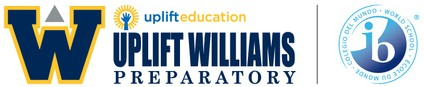 W
uplifteducation
UPLIFT WILLIAMS
PREPARATORY
ib
WORLD SCHOOL · ÉCOLE DU MONDE · COLEGIO DEL MUNDO ·
®